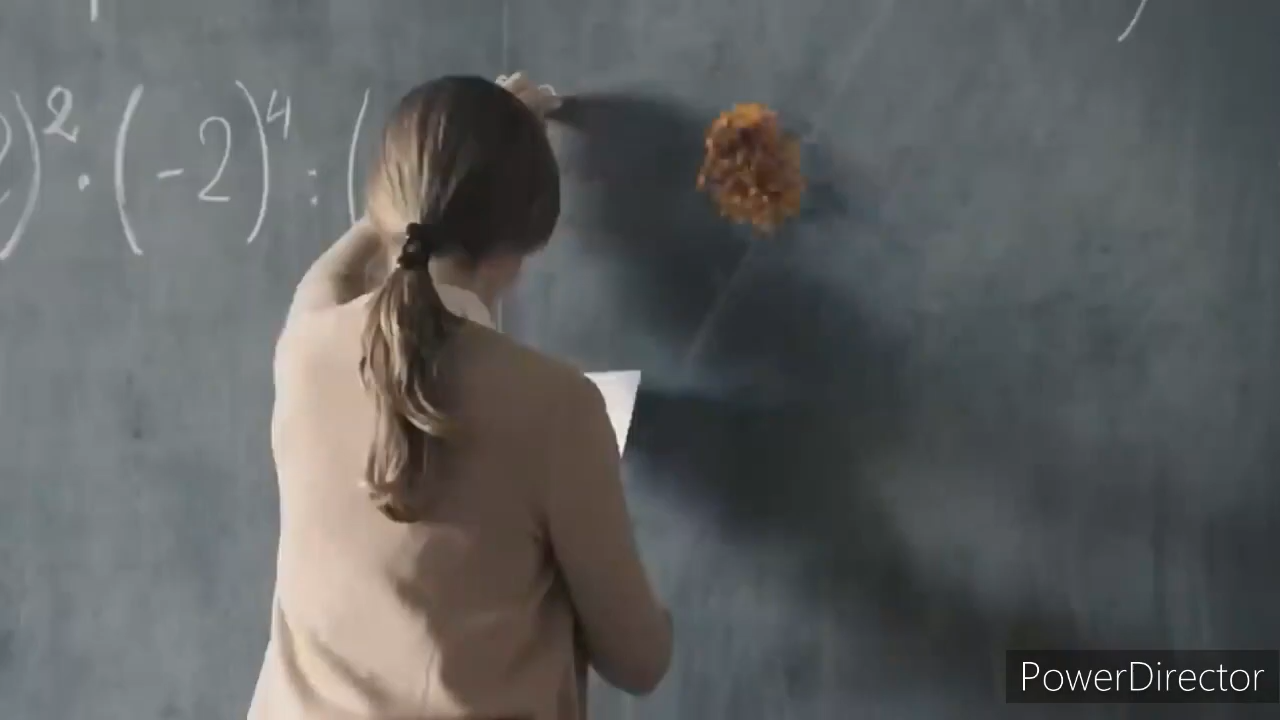 )² · (-2)⁴ : (
PowerDirector